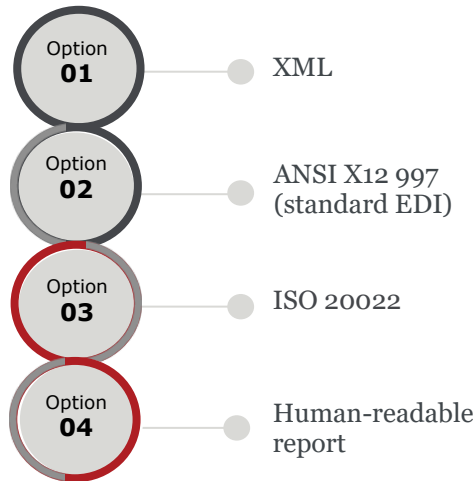 Option
01
XML
Option
02
ANSI X12 997
(standard EDI)
Option
03
ISO 20022
Option
04
Human-readable
report